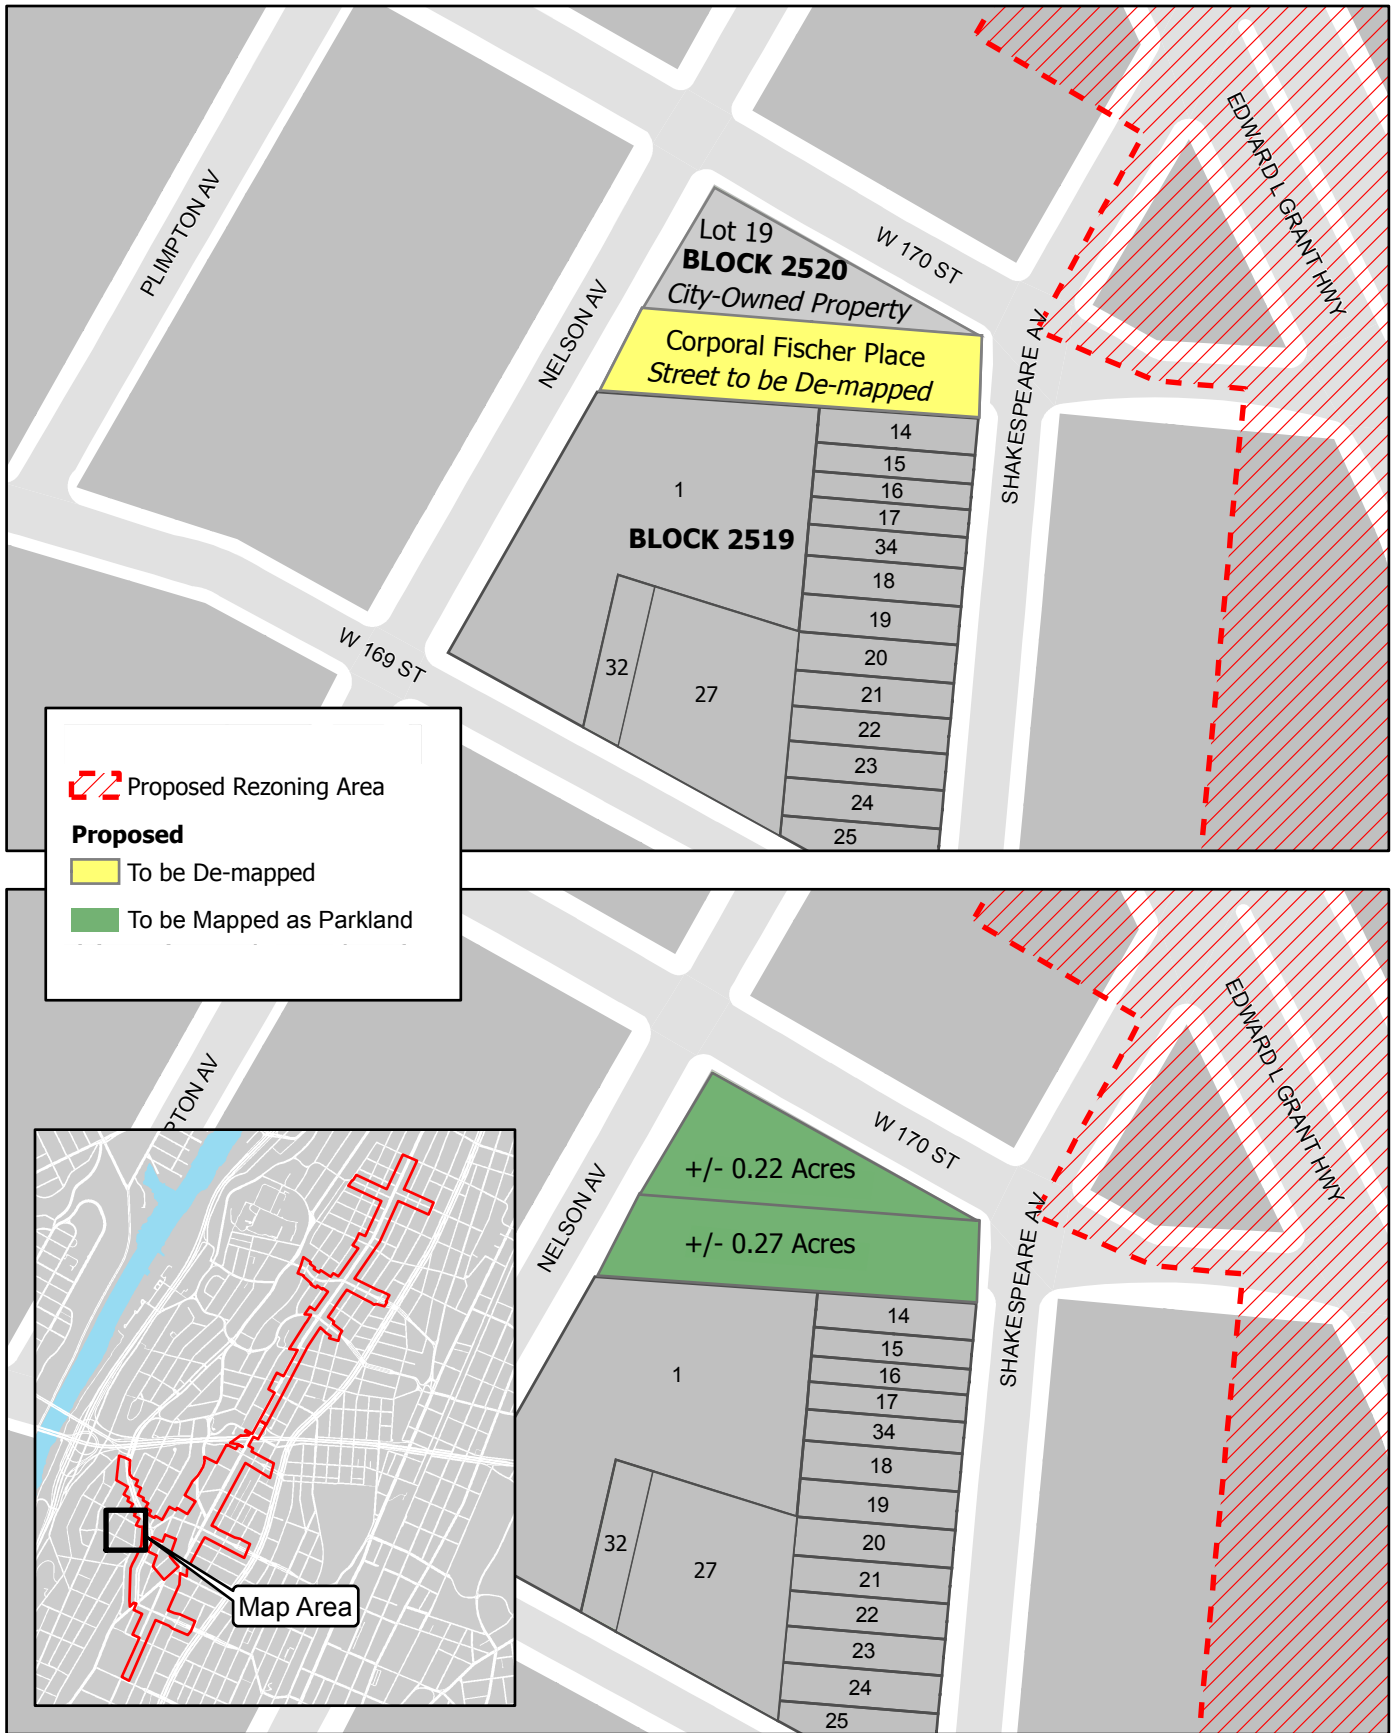 PLIMPTON AV
NELSON AV
W 170 ST
EDWARD L GRANT HWY
SHAKESPEARE AV
W 169 ST
Lot 19
BLOCK 2520
City-Owned Property
Corporal Fischer Place
Street to be De-mapped
1
BLOCK 2519
32
27
14
15
16
17
34
18
19
20
21
22
23
24
25
Proposed Rezoning Area
Proposed
To be De-mapped
To be Mapped as Parkland
PTON AV
NELSON AV
W 170 ST
EDWARD L GRANT HWY
SHAKESPEARE AV
+/- 0.22 Acres
+/- 0.27 Acres
1
32
27
14
15
16
17
34
18
19
20
21
22
23
24
25
Map Area